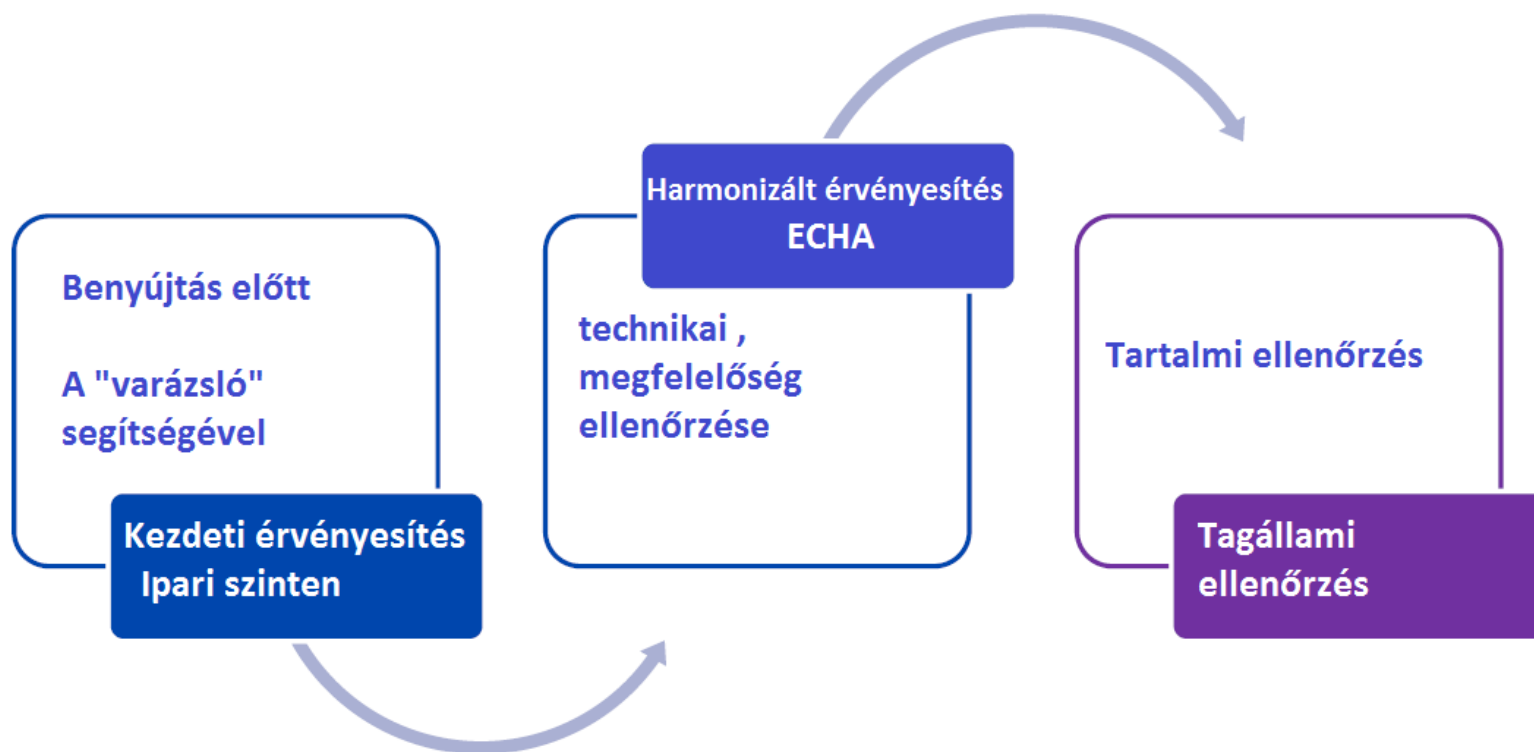 Benyújtás előtt
A "varázsló"
segítségével
Kezdeti érvényesítés
Ipari szinten
Harmonizált érvényesítés
ECHA
technikai ,
megfelelőség
ellenőrzése
Tartalmi ellenőrzés
Tagállami
ellenőrzés